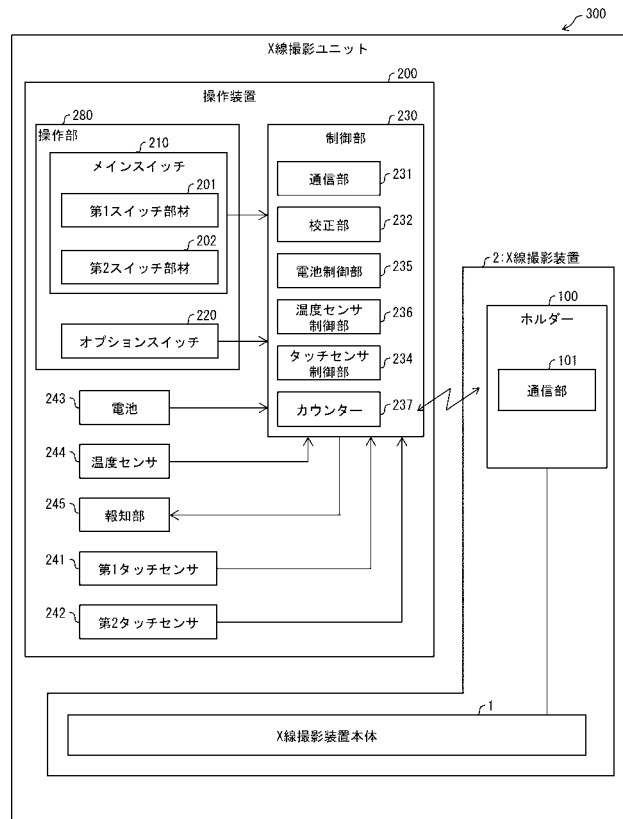 300
X線撮影ユニット
200
操作装置
280
操作部
210
メインスイッチ
201
第1スイッチ部材
202
第2スイッチ部材
220
オプションスイッチ
230
制御部
通信部
231
校正部
232
電池制御部
235
温度センサ
制御部
236
タッチセンサ
制御部
234
カウンター
237
243
電池
244
温度センサ
245
報知部
241
第1タッチセンサ
242
第2タッチセンサ
2:X線撮影装置
100
ホルダー
101
通信部
1
X線撮影装置本体